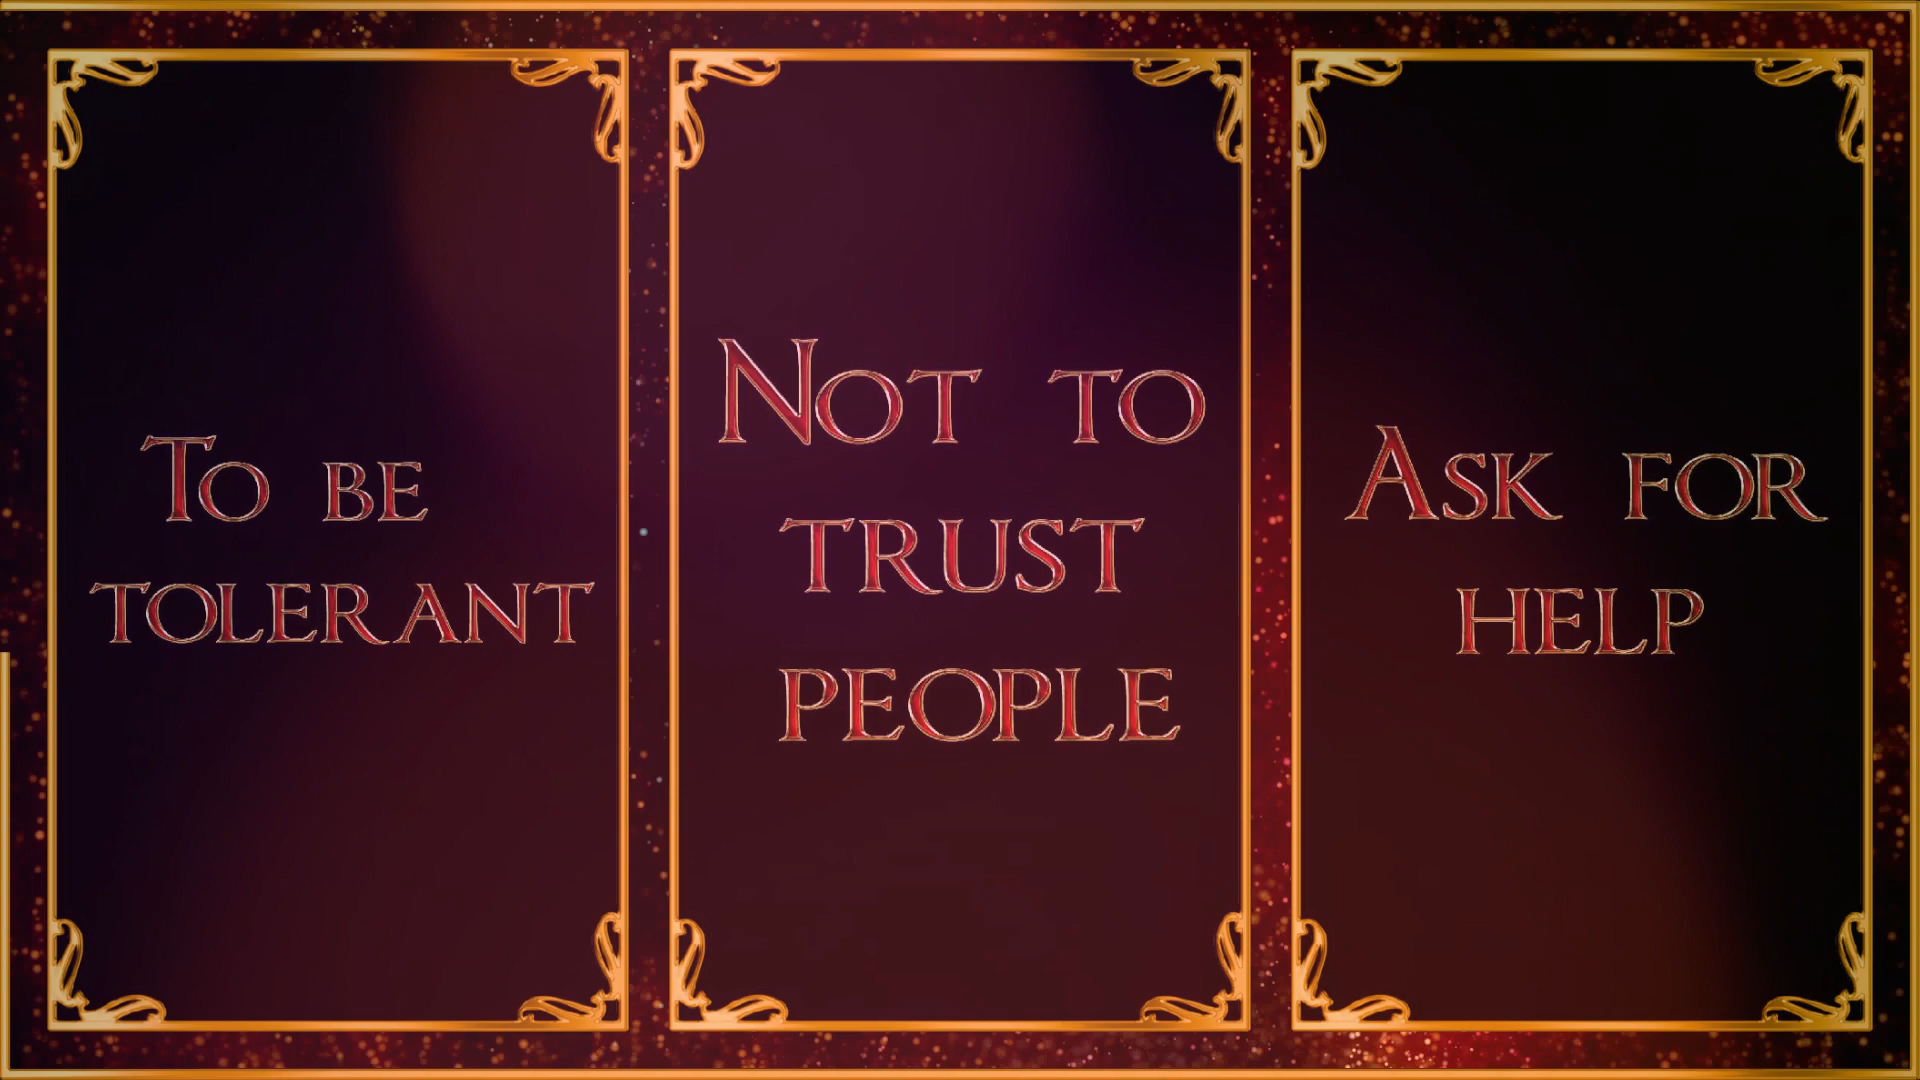 To be
tolerant
Not to
trust
people
Ask for
help